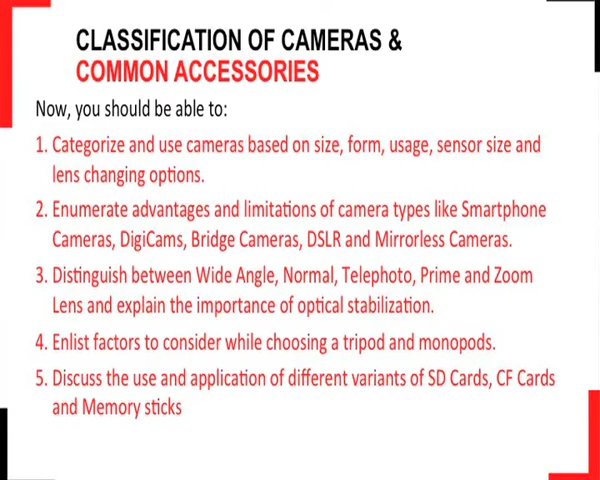 CLASSIFICATION OF CAMERAS &
COMMON ACCESSORIES
Now, you should be able to:
1. Categorize and use cameras based on size, form, usage, sensor size and
lens changing options.
2. Enumerate advantages and limitations of camera types like Smartphone
Cameras, DigiCams, Bridge Cameras, DSLR and Mirrorless Cameras.
3. Distinguish between Wide Angle, Normal, Telephoto, Prime and Zoom
Lens and explain the importance of optical stabilization.
4. Enlist factors to consider while choosing a tripod and monopods.
5. Discuss the use and application of different variants of SD Cards, CF Cards
and Memory sticks